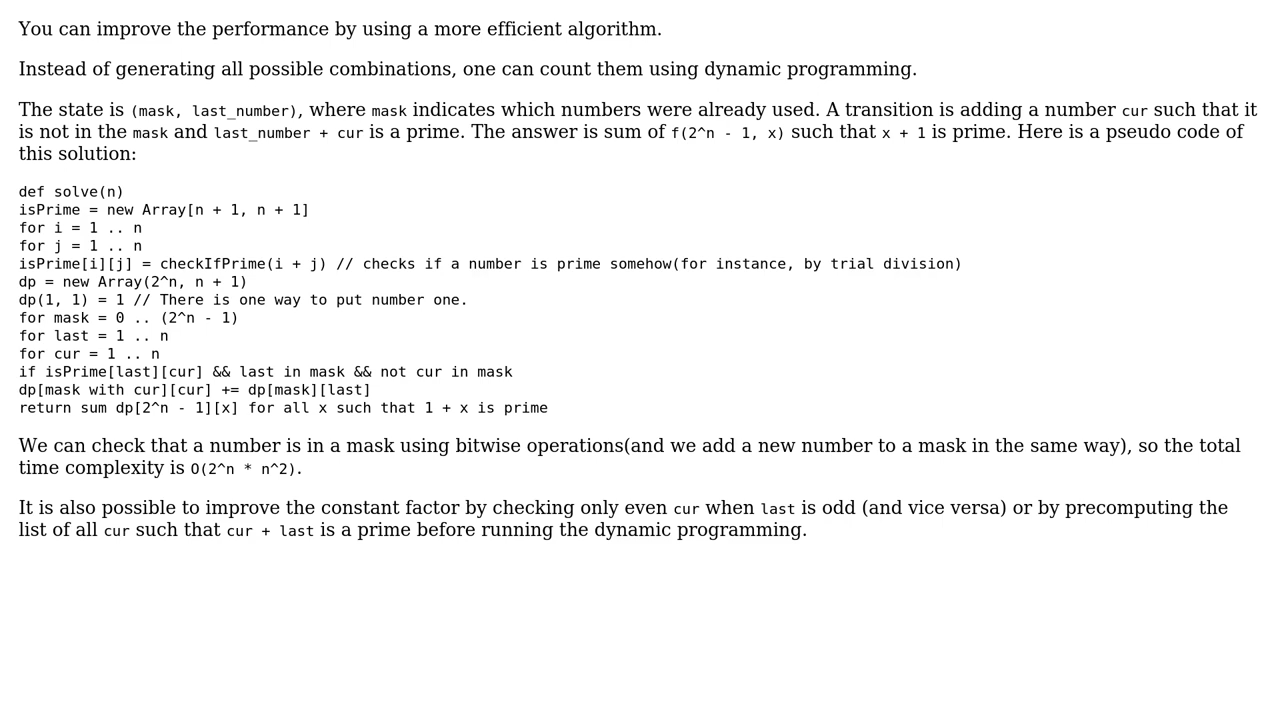 You can improve the performance by using a more efficient algorithm.
Instead of generating all possible combinations, one can count them using dynamic programming.
The state is (mask, last_number), where mask indicates which numbers were already used. A transition is adding a number cur such that it
is not in the mask and last_number + cur is a prime. The answer is sum of f(2^n - 1, x) such that x + 1 is prime. Here is a pseudo code of
this solution:
def solve(n)
isPrime = new Array[n + 1, n + 1]
for i = 1 .. n
for j = 1 .. n
isPrime[i][j] = checkIfPrime(i + j) // checks if a number is prime somehow(for instance, by trial division)
dp = new Array(2^n, n + 1)
dp(1, 1) = 1 // There is one way to put number one.
for mask = 0 .. (2^n - 1)
for last = 1 .. n
for cur = 1 .. n
if isPrime[last][cur] && last in mask && not cur in mask
dp[mask with cur][cur] += dp[mask][last]
return sum dp[2^n - 1][x] for all x such that 1 + x is prime
We can check that a number is in a mask using bitwise operations(and we add a new number to a mask in the same way), so the total
time complexity is O(2^n * n^2).
It is also possible to improve the constant factor by checking only even cur when last is odd (and vice versa) or by precomputing the
list of all cur such that cur + last is a prime before running the dynamic programming.